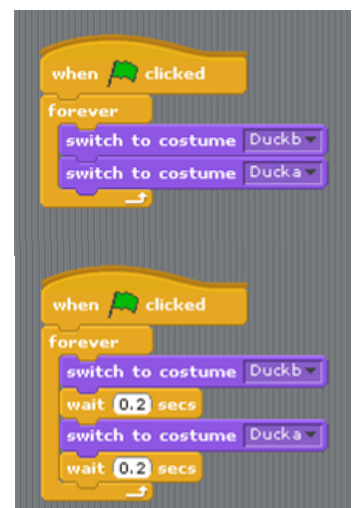 when clicked
forever
switch to costume Duckb
switch to costume Ducka
when clicked
forever
switch to costume Duckb
wait 0.2 secs
switch to costume Ducka
wait 0.2 secs